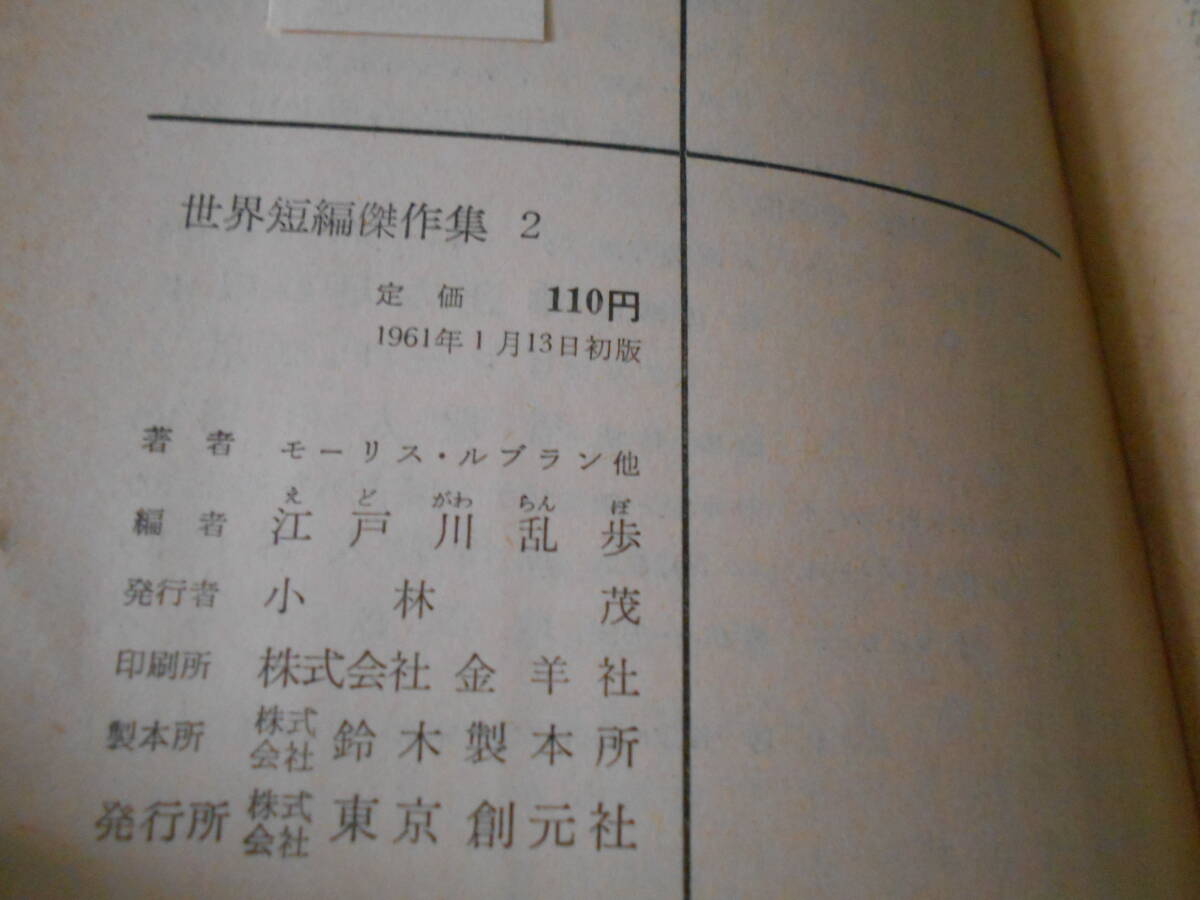 世界短編傑作集 2
定価 110円
1961年1月13日初版
著者 モーリス・ルブラン他
えどがわらんぽ
編者 江戸川乱歩
発行者 小林茂
印刷所 株式会社金羊社
製本所 株式会社鈴木製本所
発行所 株式会社東京創元社